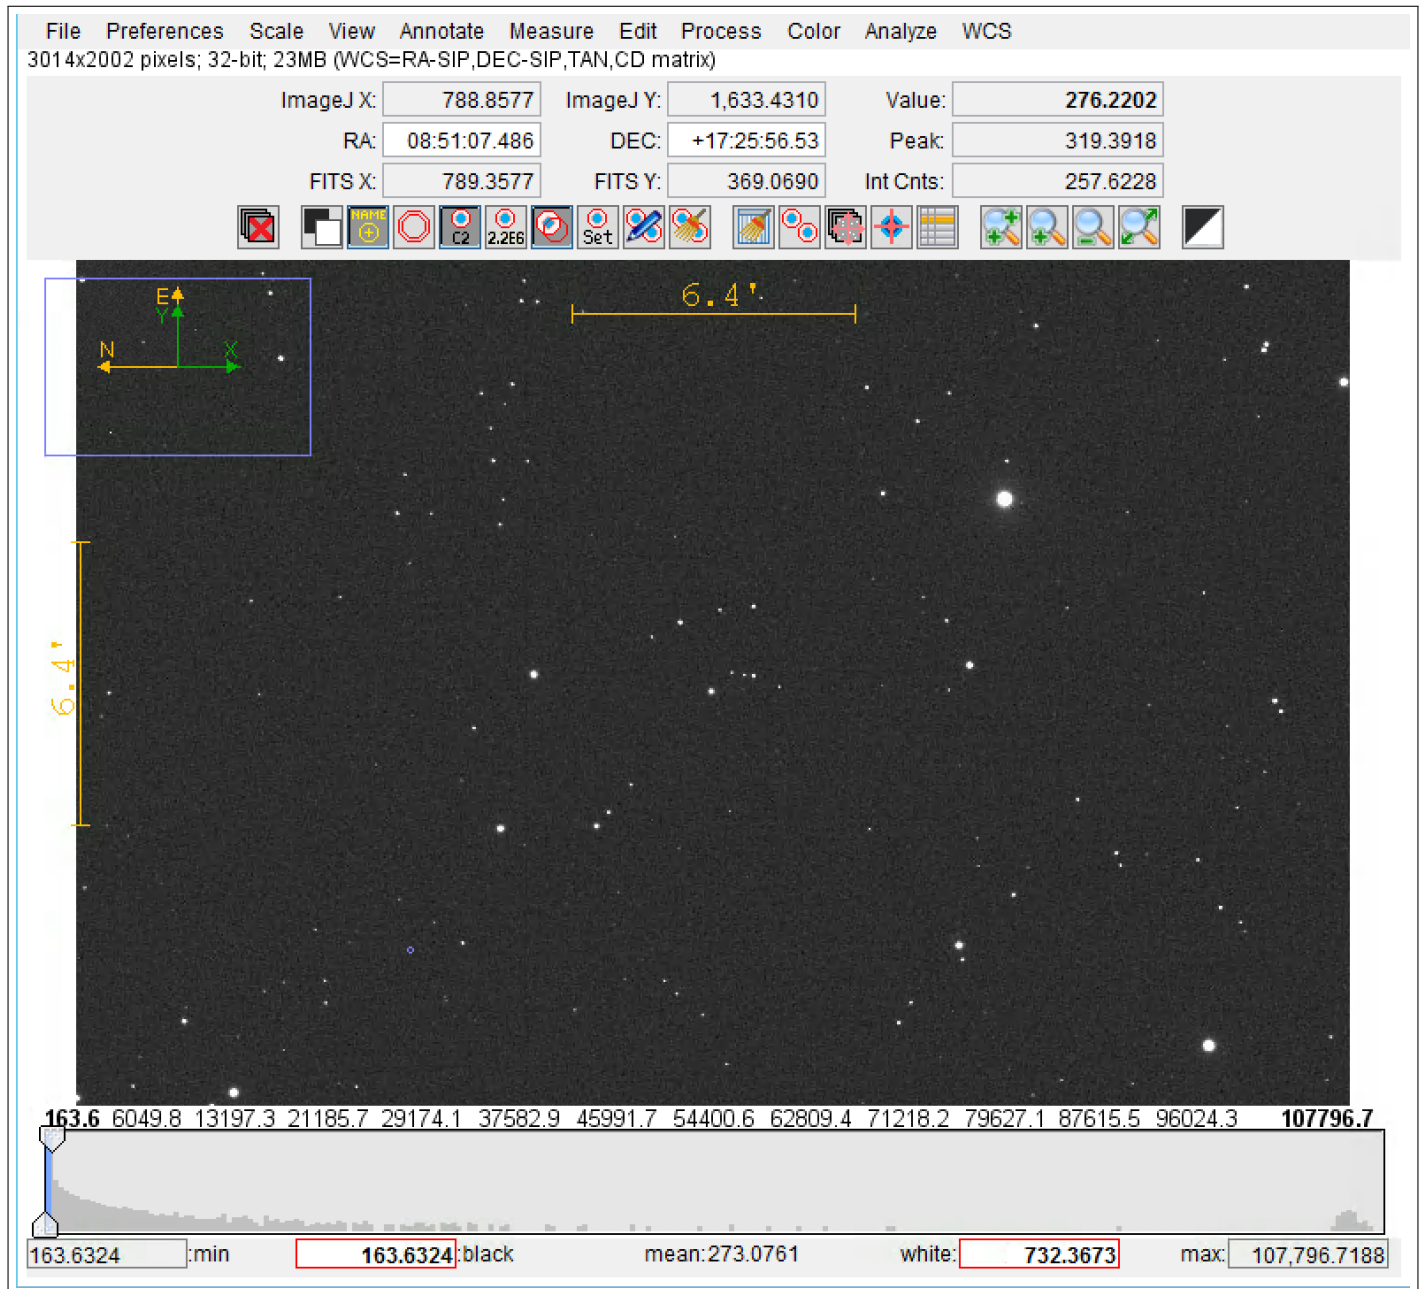 File Preferences Scale View Annotate Measure Edit Process Color Analyze WCS
3014x2002 pixels; 32-bit; 23MB (WCS=RA-SIP,DEC-SIP,TAN,CD matrix)
ImageJ X: 788.8577 ImageJ Y: 1,633.4310 Value: 276.2202
RA: 08:51:07.486 DEC: +17:25:56.53 Peak: 319.3918
FITS X: 789.3577 FITS Y: 369.0690 Int Cnts: 257.6228
NAME C2 2.2E6 Set
E
Y
N X
6.4'
6.4'
163.6 6049.8 13197.3 21185.7 29174.1 37582.9 45991.7 54400.6 62809.4 71218.2 79627.1 87615.5 96024.3 107796.7
163.6324 :min 163.6324 :black mean:273.0761 white: 732.3673 max: 107,796.7188